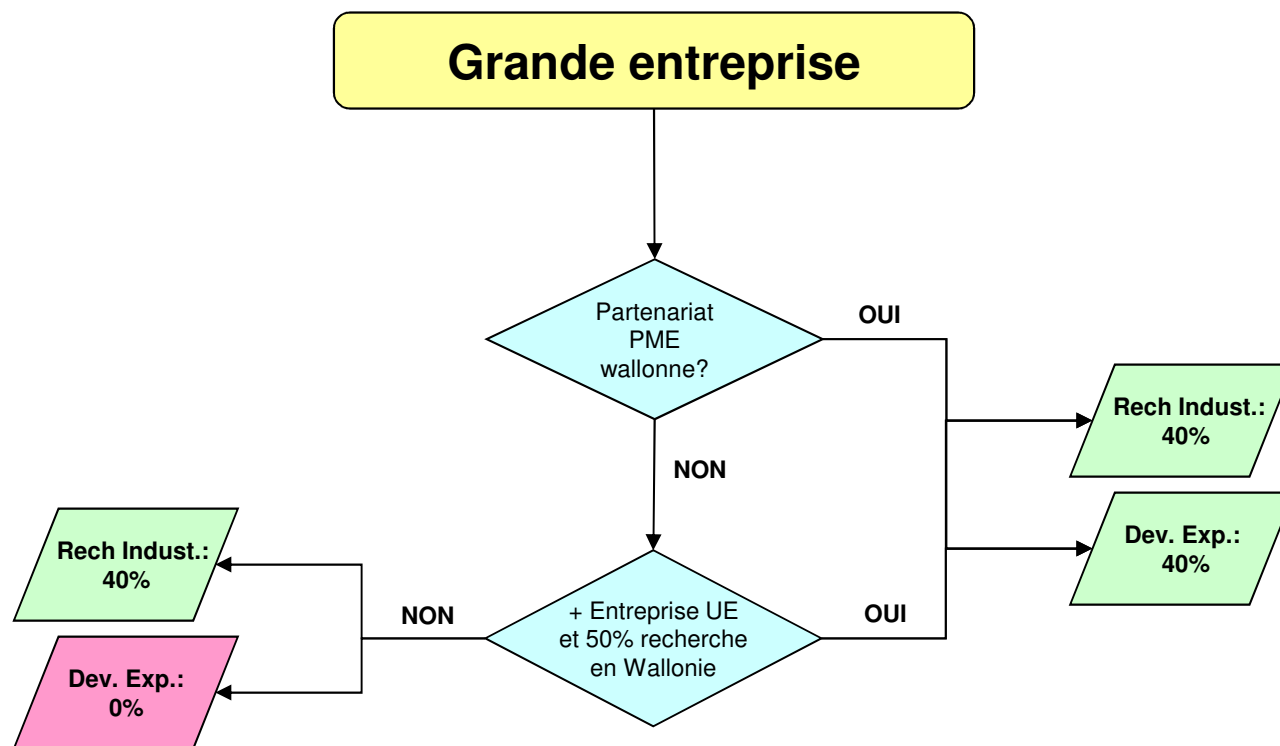 Grande entreprise
Partenariat
PME
wallonne?
OUI
Rech Indust.:
40%
NON
Dev. Exp.:
40%
Rech Indust.:
40%
NON
+ Entreprise UE
et 50% recherche
en Wallonie
OUI
Dev. Exp.:
0%